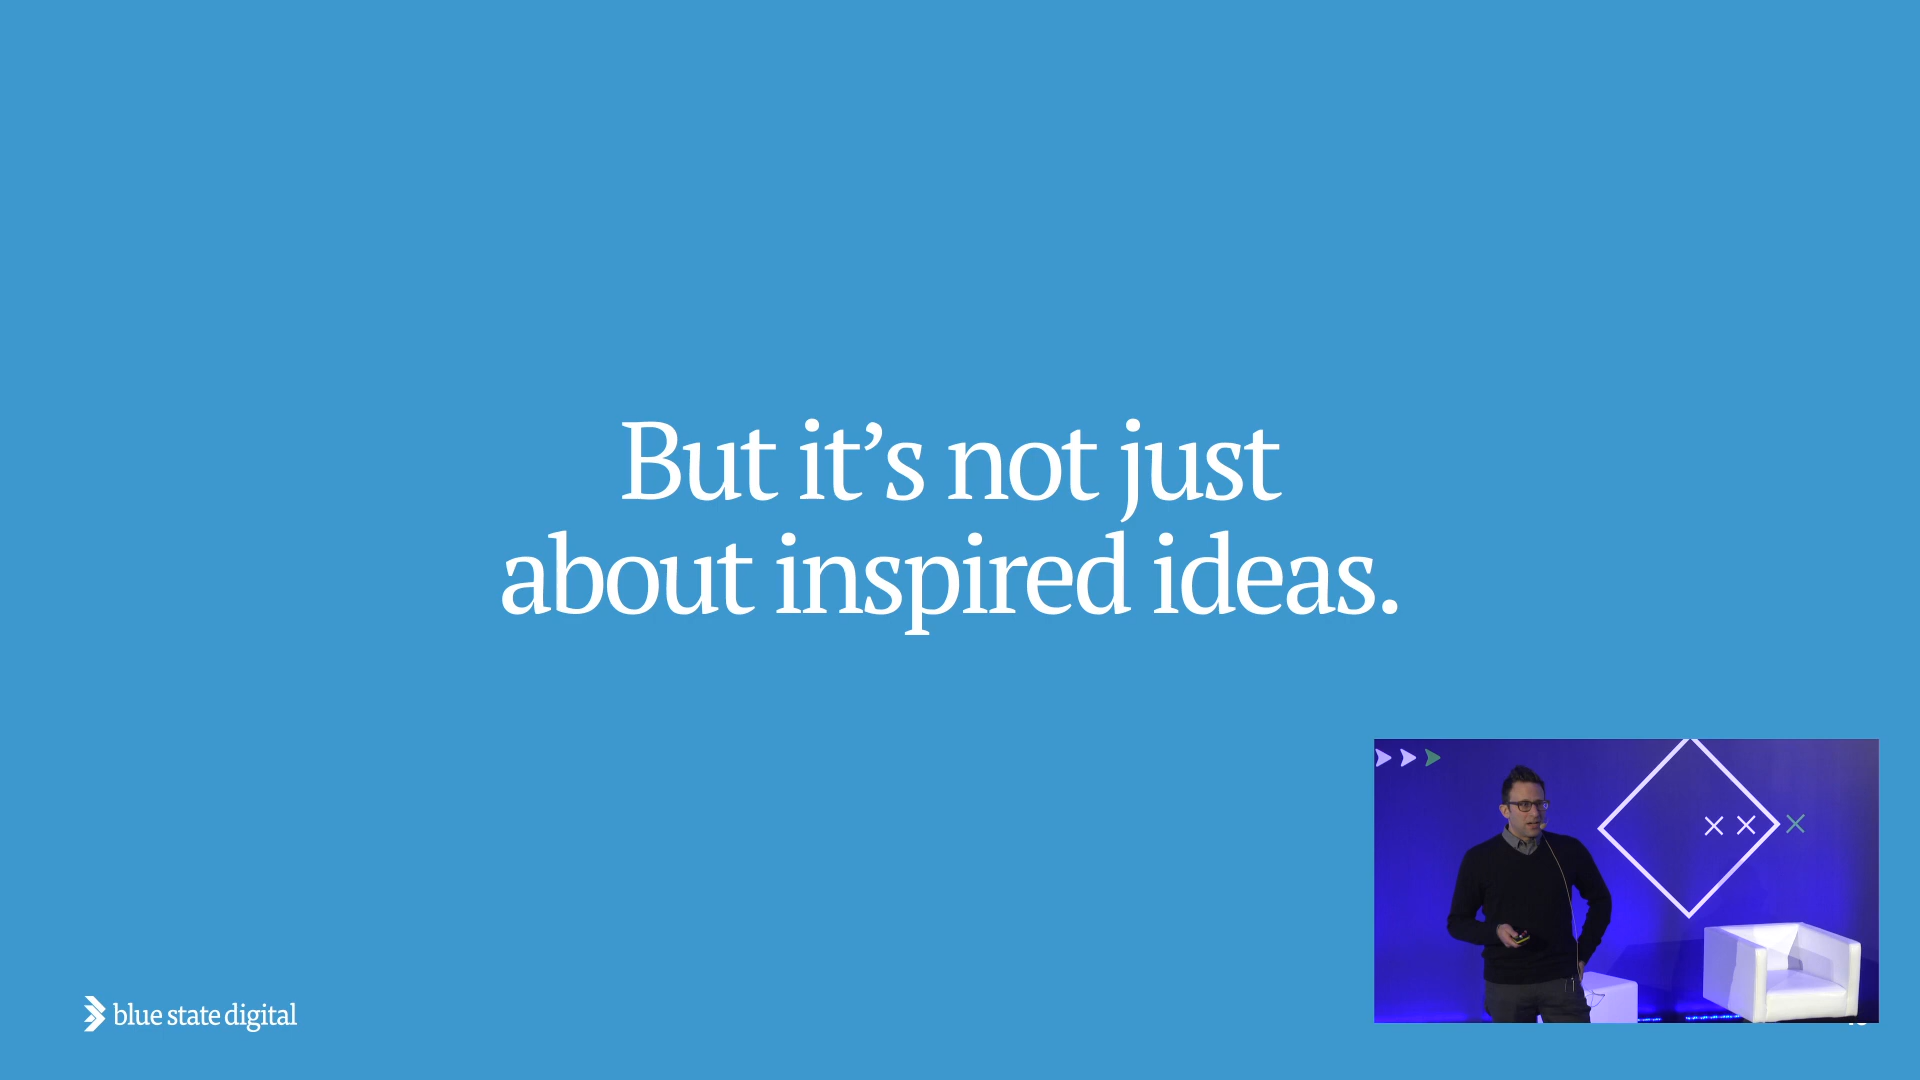 But it’s not just
about inspired ideas.
blue state digital